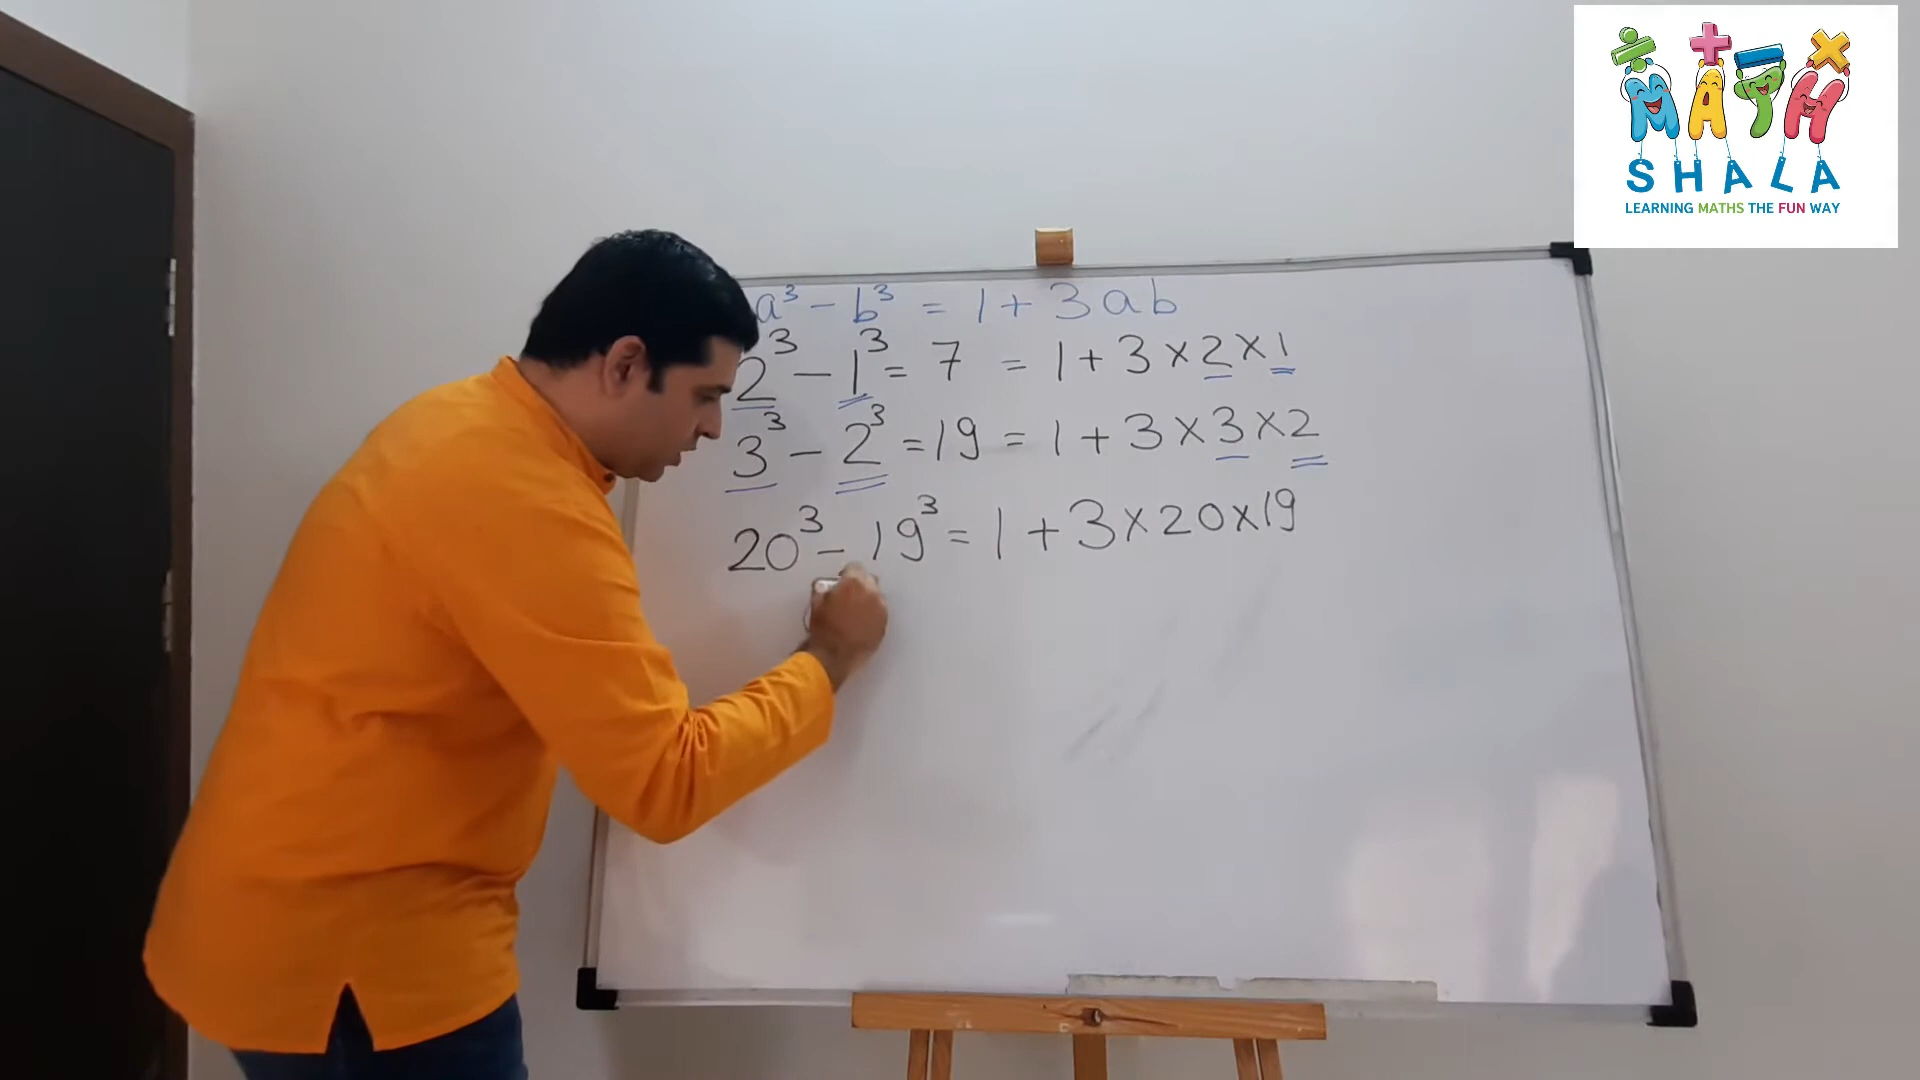 MATH
SHALA
LEARNING MATHS THE FUN WAY
a³ - b³ = 1 + 3ab
2³ - 1³ = 7 = 1 + 3 × 2 × 1
3³ - 2³ = 19 = 1 + 3 × 3 × 2
20³ - 19³ = 1 + 3 × 20 × 19